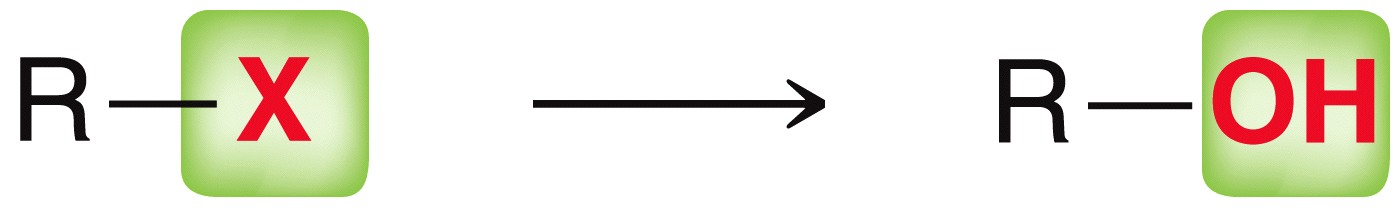 R—X → R—OH